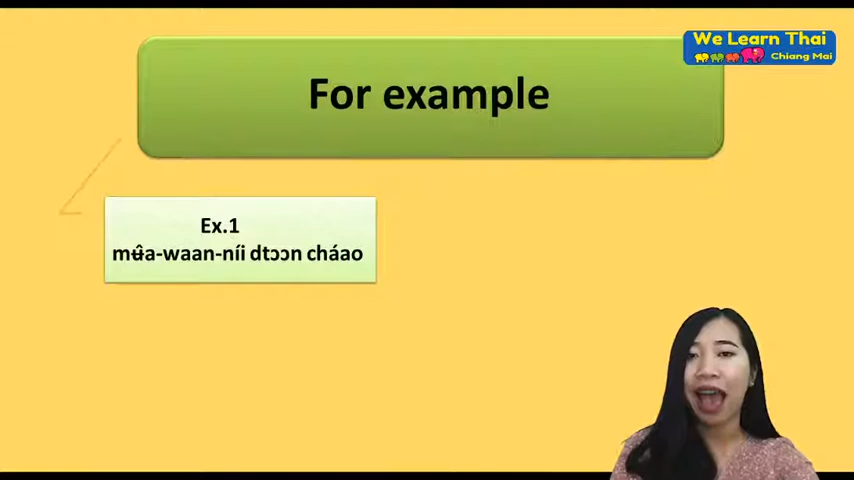 We Learn Thai
Chiang Mai
For example
Ex.1
mʉ̂a-waan-níi dtɔɔn cháao